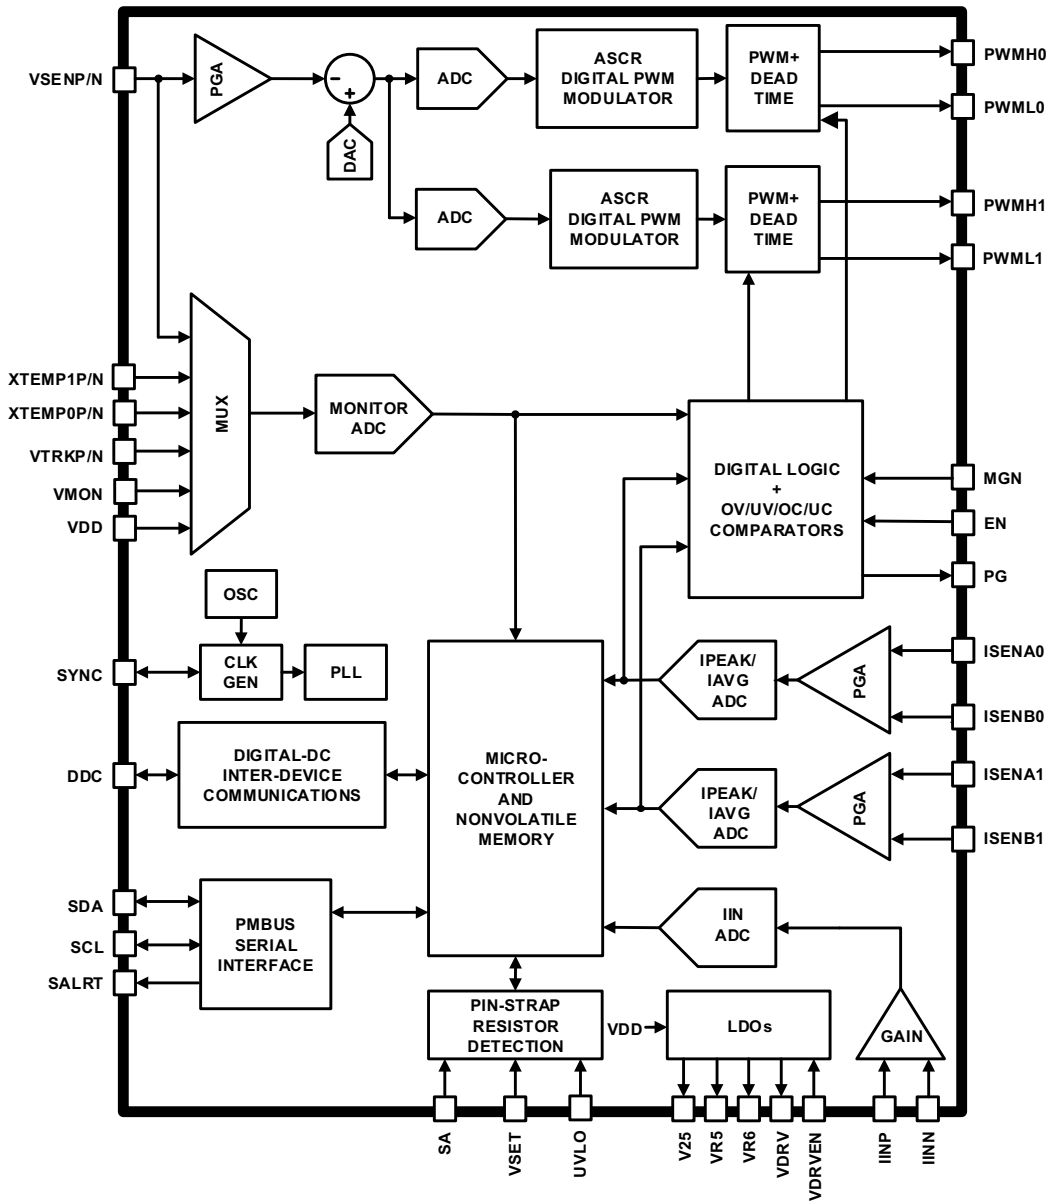 VSENP/N
PGA
−
+
DAC
ADC
ASCR
DIGITAL PWM
MODULATOR
PWM+
DEAD
TIME
PWMH0
PWML0
ADC
ASCR
DIGITAL PWM
MODULATOR
PWM+
DEAD
TIME
PWMH1
PWML1
XTEMP1P/N
XTEMP0P/N
VTRKP/N
VMON
VDD
MUX
MONITOR
ADC
DIGITAL LOGIC
+
OV/UV/OC/UC
COMPARATORS
MGN
EN
PG
OSC
SYNC
CLK
GEN
PLL
DDC
DIGITAL-DC
INTER-DEVICE
COMMUNICATIONS
MICRO-
CONTROLLER
AND
NONVOLATILE
MEMORY
IPEAK/
IAVG
ADC
PGA
ISENA0
ISENB0
IPEAK/
IAVG
ADC
PGA
ISENA1
ISENB1
SDA
SCL
SALRT
PMBUS
SERIAL
INTERFACE
IIN
ADC
PIN-STRAP
RESISTOR
DETECTION
VDD
LDOs
GAIN
SA
VSET
UVLO
V25
VR5
VR6
VDRV
VDRVEN
IINP
IINN